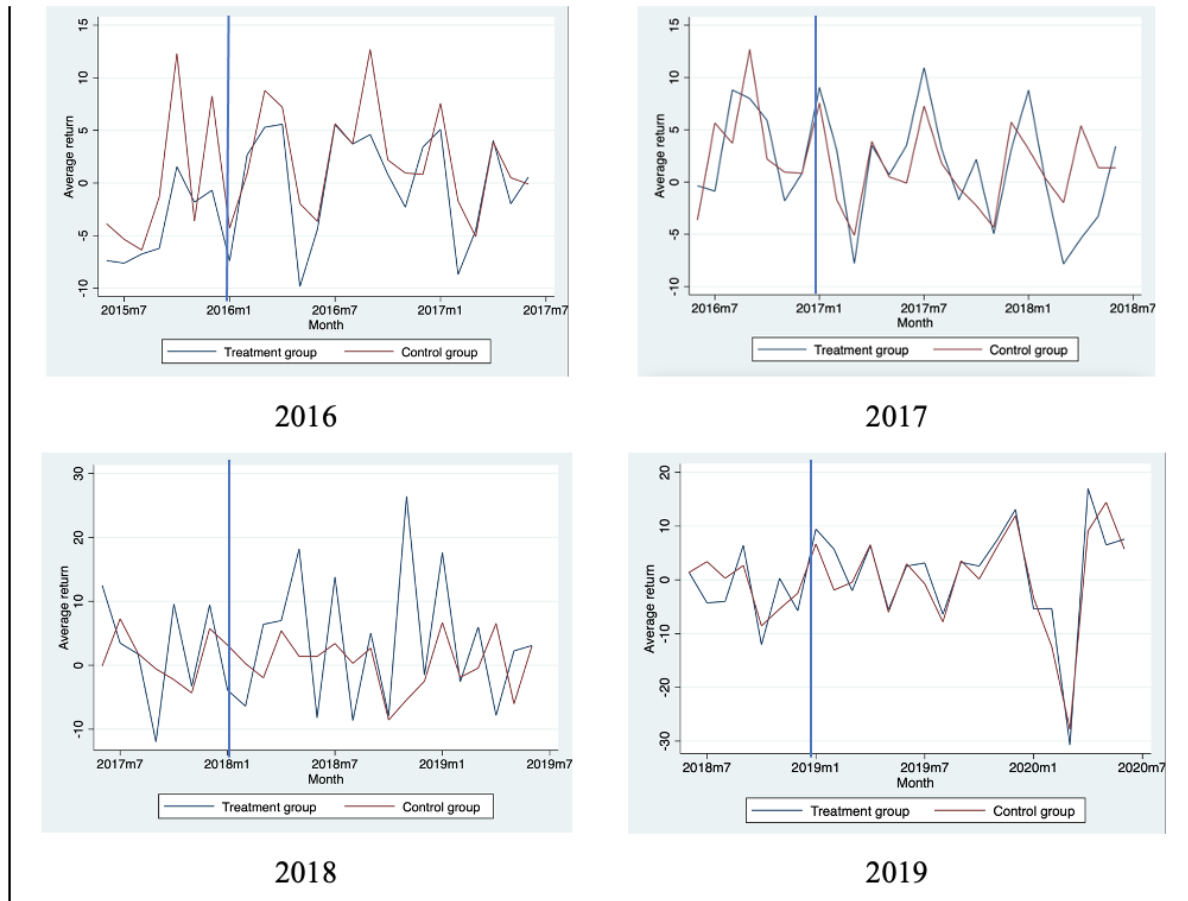 15
10
5
0
-5
-10
Average return
2015m7 2016m1 2016m7 2017m1 2017m7
Month
Treatment group Control group
2016
15
10
5
0
-5
-10
Average return
2016m7 2017m1 2017m7 2018m1 2018m7
Month
Treatment group Control group
2017
30
20
10
0
-10
Average return
2017m7 2018m1 2018m7 2019m1 2019m7
Month
Treatment group Control group
2018
20
10
0
-10
-20
-30
Average return
2018m7 2019m1 2019m7 2020m1 2020m7
Month
Treatment group Control group
2019